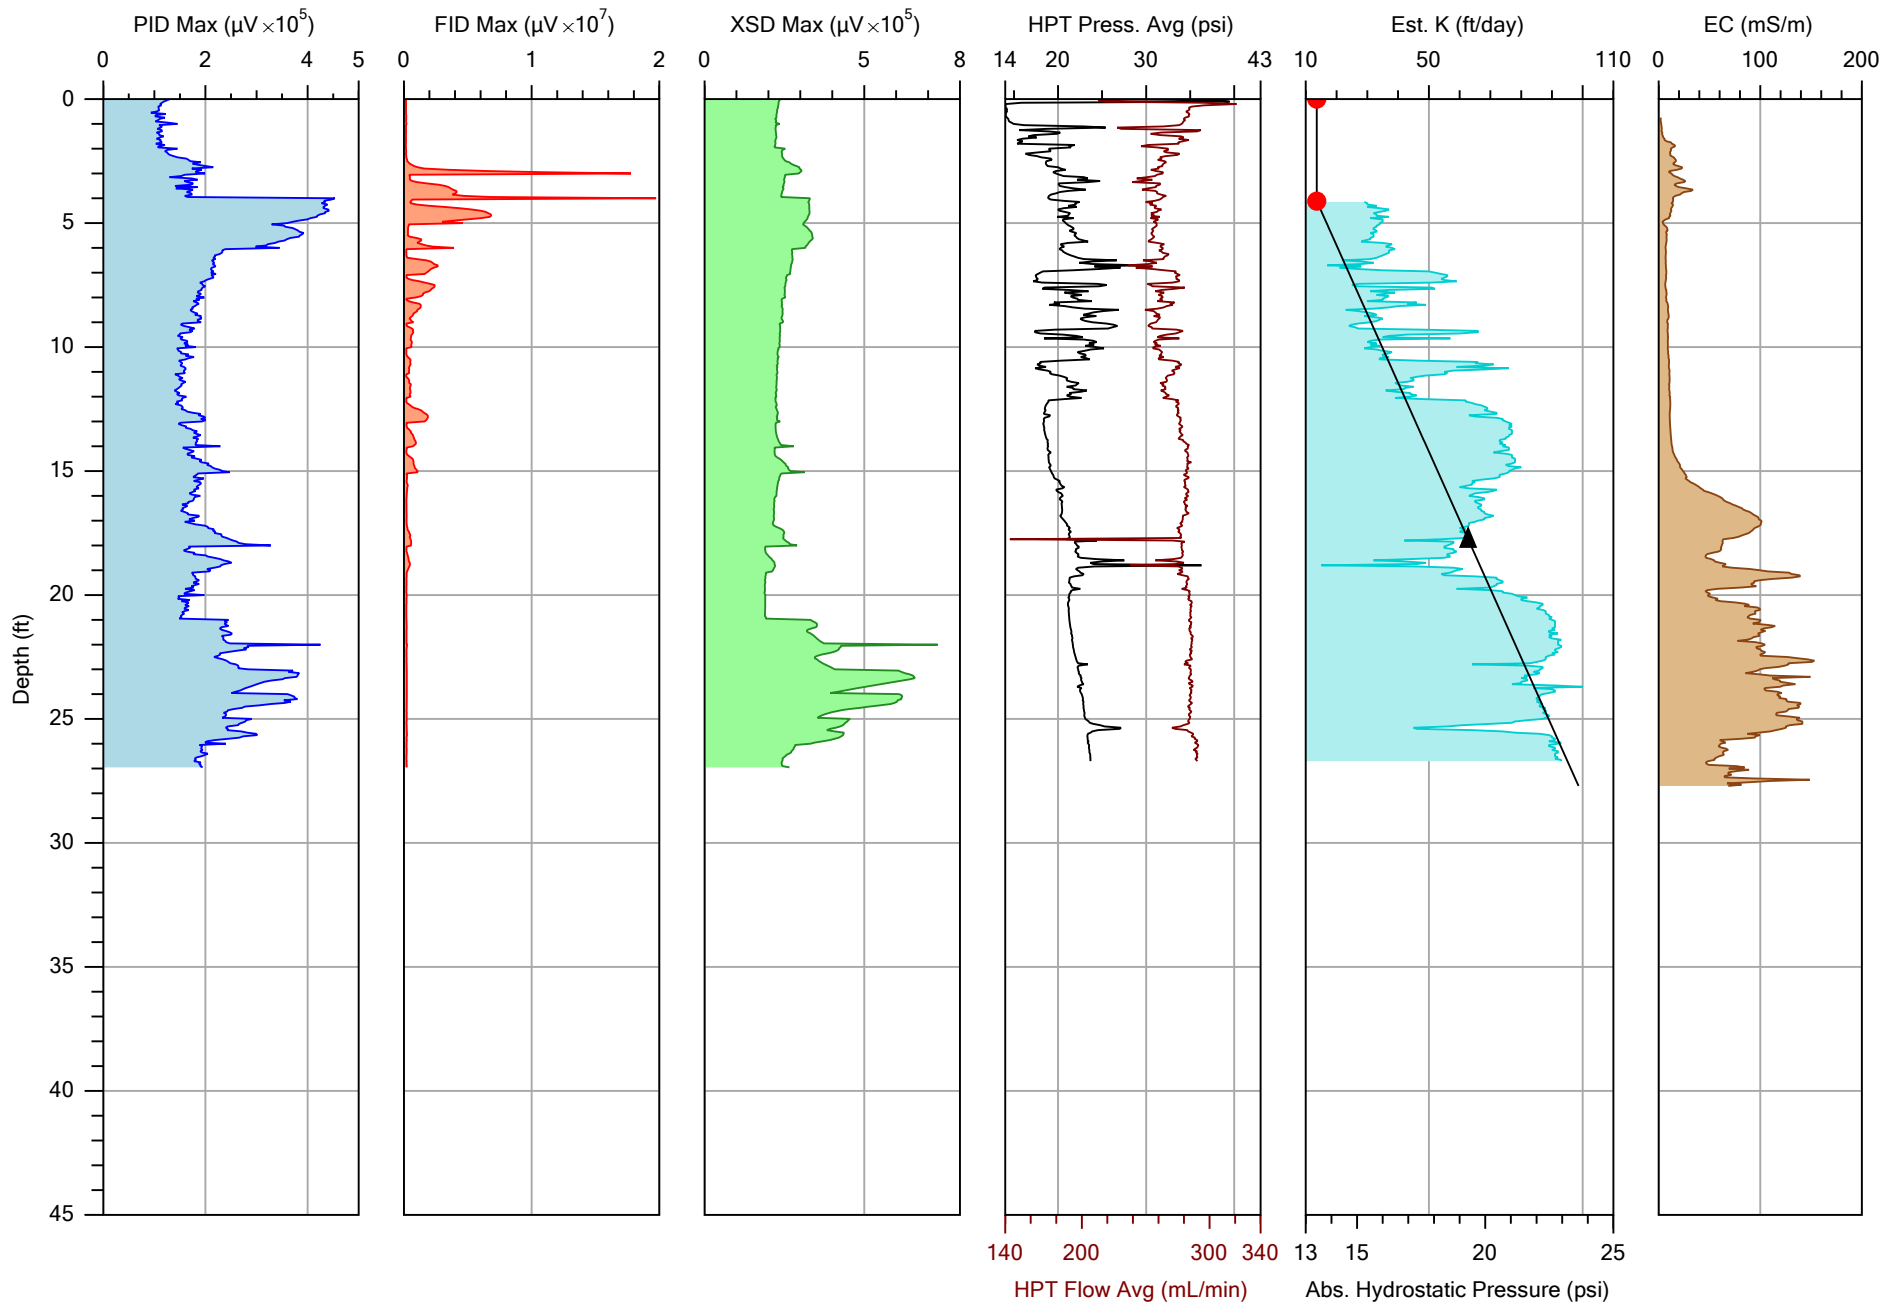 PID Max (µV ×10⁵) FID Max (µV ×10⁷) XSD Max (µV ×10⁵) HPT Press. Avg (psi) Est. K (ft/day) EC (mS/m)
0 2 4 5 0 1 2 0 5 8 14 20 30 43 10 50 110 0 100 200
0
5
10
15
20
25
30
35
40
45
Depth (ft)
140 200 300 340 13 15 20 25
HPT Flow Avg (mL/min) Abs. Hydrostatic Pressure (psi)